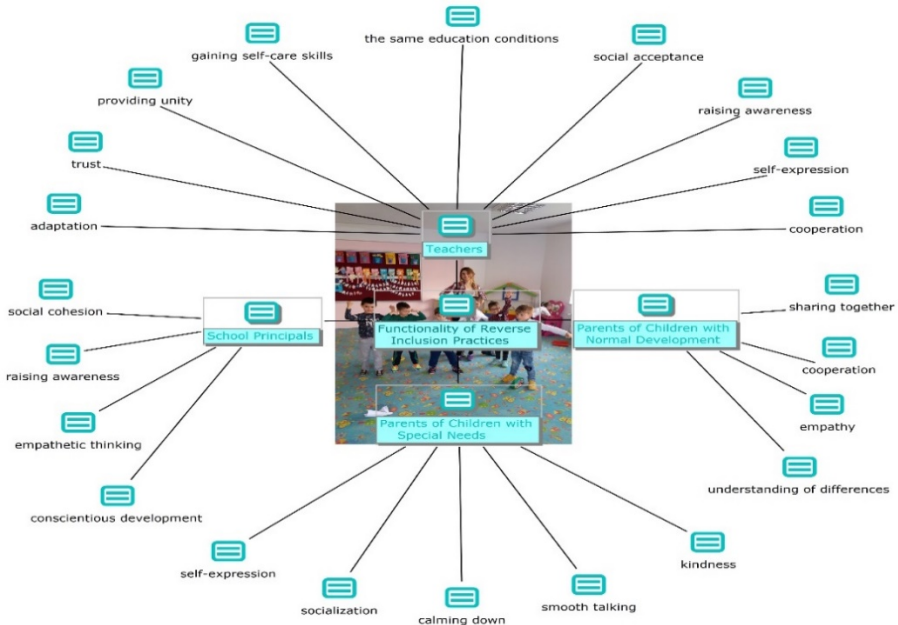 the same education conditions
gaining self-care skills
social acceptance
providing unity
raising awareness
trust
self-expression
adaptation
cooperation
Teachers
social cohesion
sharing together
School Principals
Functionality of Reverse
Inclusion Practices
Parents of Children with
Normal Development
raising awareness
cooperation
empathetic thinking
empathy
Parents of Children with
Special Needs
conscientious development
understanding of differences
self-expression
kindness
socialization
calming down
smooth talking